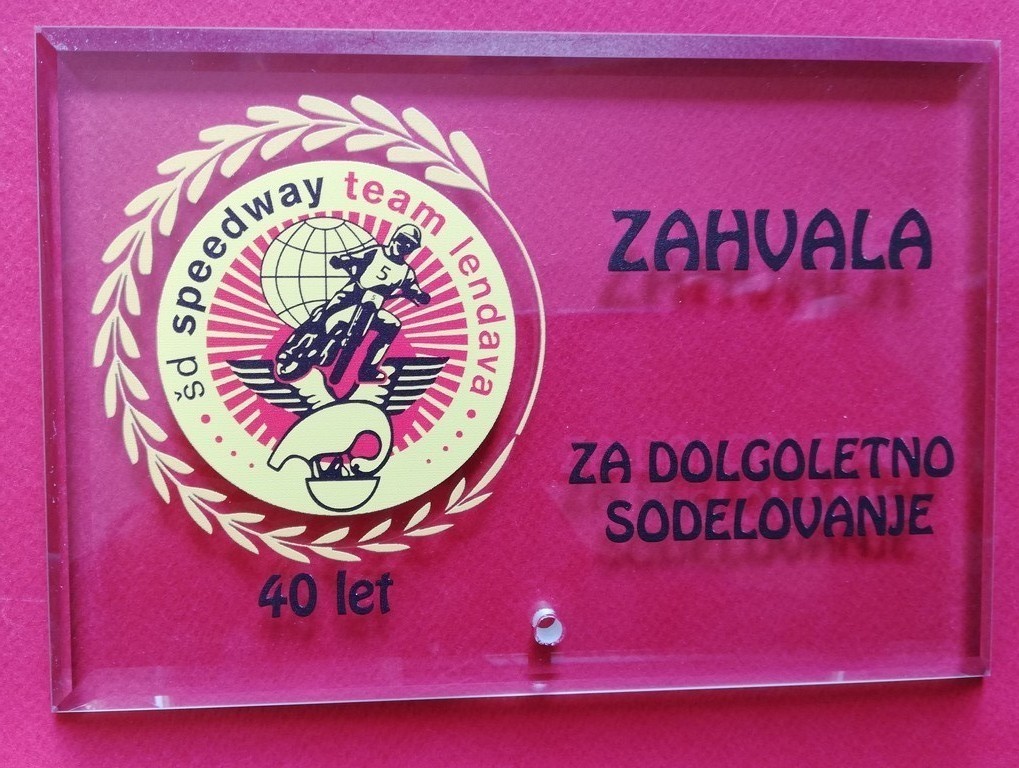 šd speedway team lendava
5
40 let
ZAHVALA
ZA DOLGOLETNO
SODELOVANJE